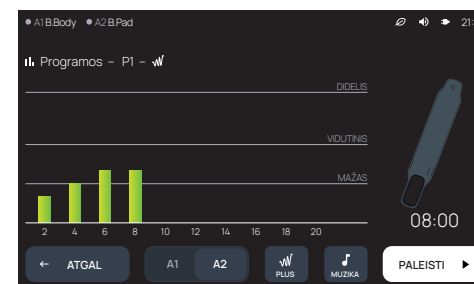 A1 B.Body A2 B.Pad 21:
Programos – P1 –
DIDELIS
VIDUTINIS
MAŽAS
2 4 6 8 10 12 14 16 18 20
08:00
← ATGAL A1 A2 PLUS MUZIKA PALEISTI